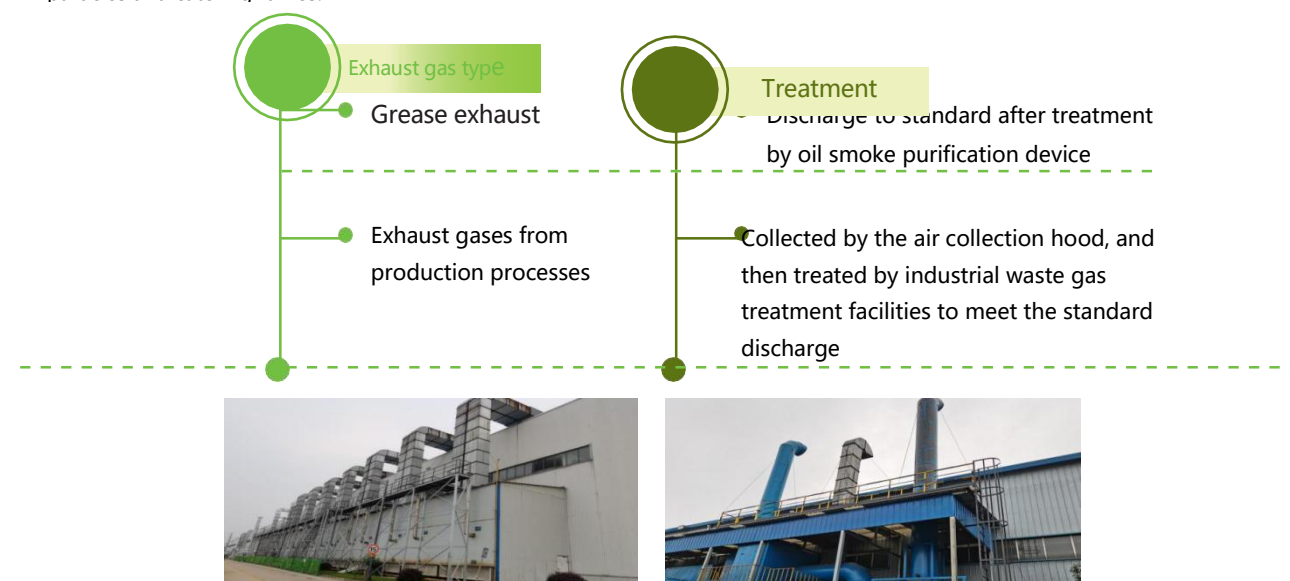 Exhaust gas type
Grease exhaust
Treatment
Discharge to standard after treatment
by oil smoke purification device
Exhaust gases from
production processes
Collected by the air collection hood, and
then treated by industrial waste gas
treatment facilities to meet the standard
discharge